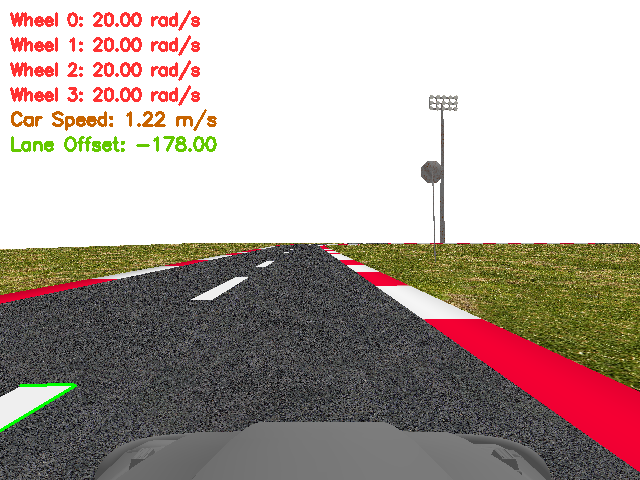 Wheel 0: 20.00 rad/s
Wheel 1: 20.00 rad/s
Wheel 2: 20.00 rad/s
Wheel 3: 20.00 rad/s
Car Speed: 1.22 m/s
Lane Offset: -178.00